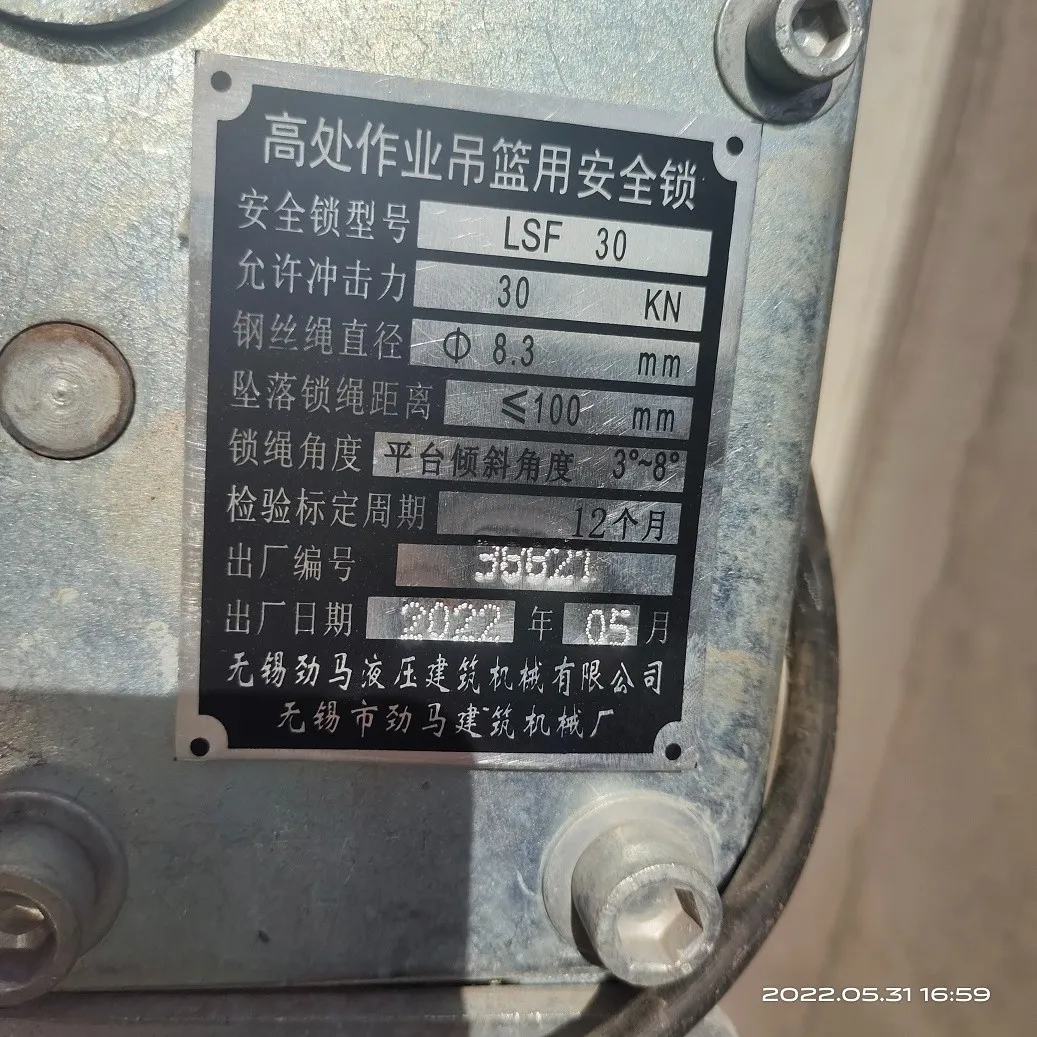 高处作业吊篮用安全锁
安全锁型号 LSF 30
允许冲击力 30 KN
钢丝绳直径 Φ 8.3 mm
坠落锁绳距离 ≤100 mm
锁绳角度 平台倾斜角度 3°~8°
检验标定周期 12个月
出厂编号 36621
出厂日期 2022 年 05 月
无锡劲马液压建筑机械有限公司
无锡市劲马建筑机械厂
2022.05.31 16:59